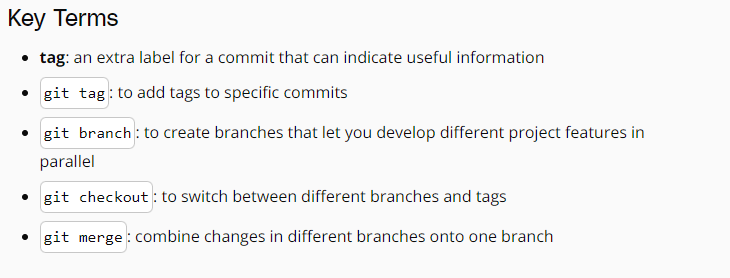 Key Terms
tag: an extra label for a commit that can indicate useful information
git tag: to add tags to specific commits
git branch: to create branches that let you develop different project features in
parallel
git checkout: to switch between different branches and tags
git merge: combine changes in different branches onto one branch